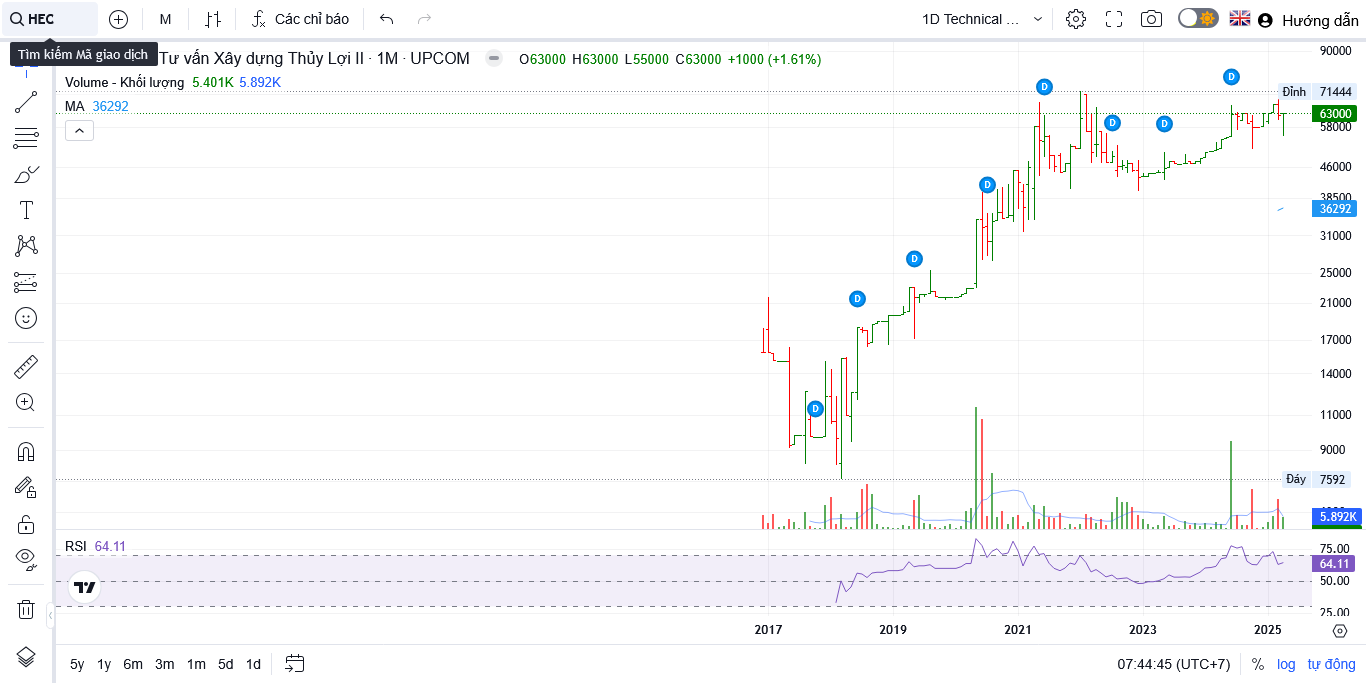 HEC M Các chỉ báo 1D Technical ... Hướng dẫn
Tìm kiếm Mã giao dịch
Tư vấn Xây dựng Thủy Lợi II · 1M · UPCOM O63000 H63000 L55000 C63000 +1000 (+1.61%)
Volume - Khối lượng 5.401K 5.892K
MA 36292
90000
Đỉnh 71444
63000
58000
46000
38500
36292
31000
25000
21000
17000
14000
11000
9000
Đáy 7592
5.892K
D
D
D
D
D
D
D
D
D
RSI 64.11
75.00
64.11
50.00
25.00
2017 2019 2021 2023 2025
5y 1y 6m 3m 1m 5d 1d 07:44:45 (UTC+7) % log tự động